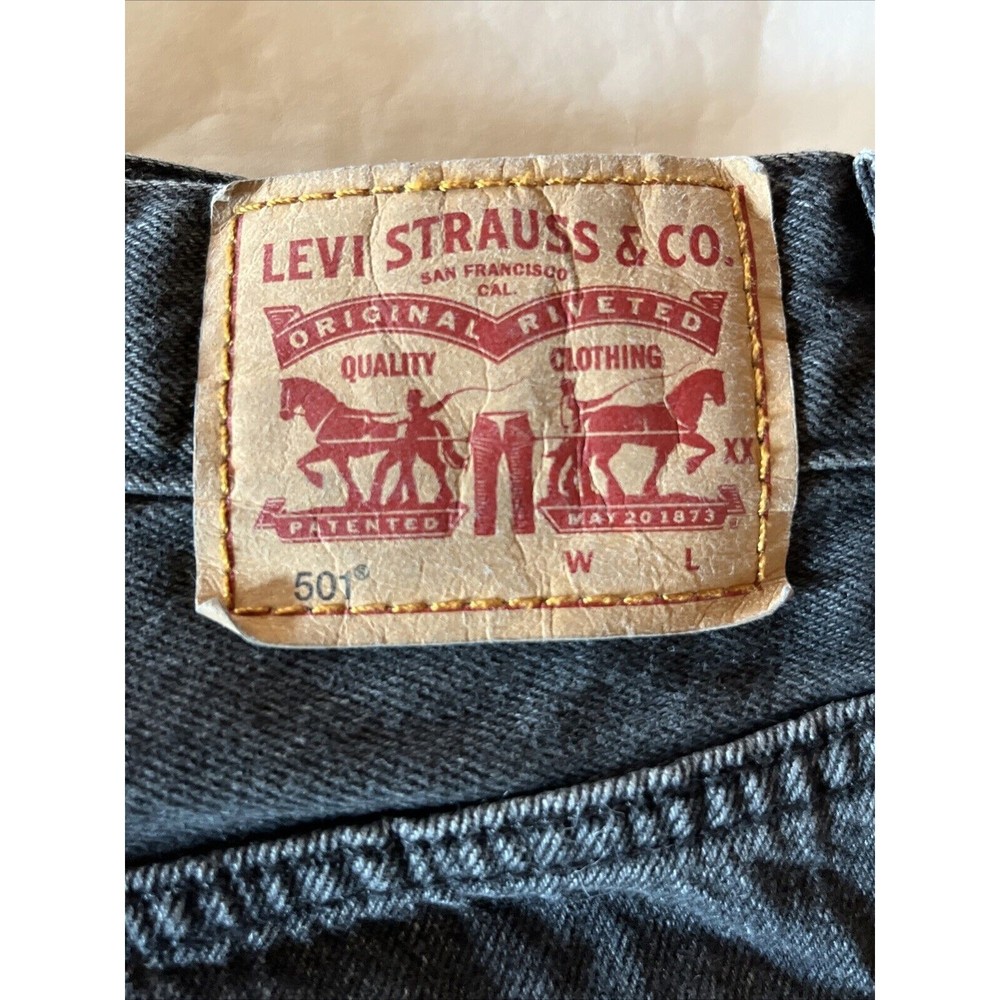 LEVI STRAUSS & CO.
SAN FRANCISCO
CAL.
ORIGINAL RIVETED
QUALITY CLOTHING
XX
PATENTED MAY 20 1873
W L
501®